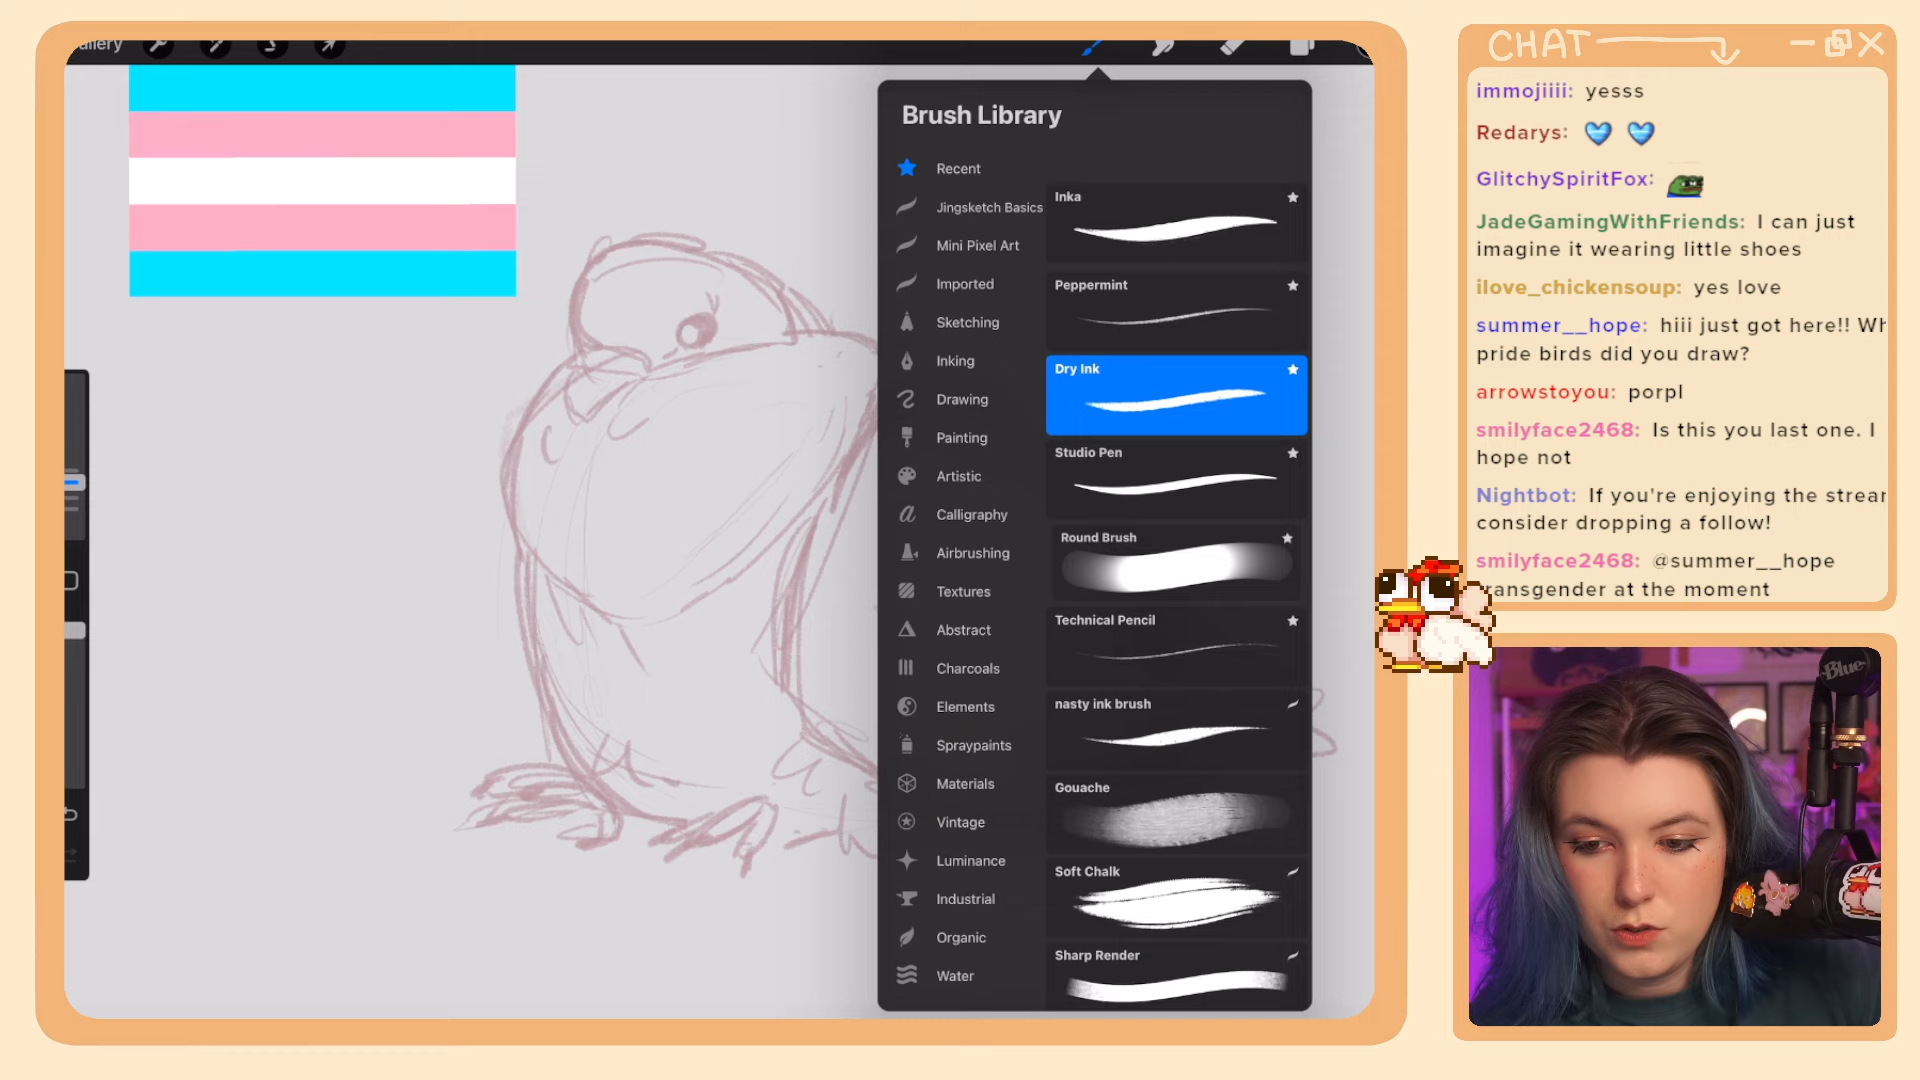 allery
Brush Library
Recent
Jingsketch Basics
Mini Pixel Art
Imported
Sketching
Inking
Drawing
Painting
Artistic
Calligraphy
Airbrushing
Textures
Abstract
Charcoals
Elements
Spraypaints
Materials
Vintage
Luminance
Industrial
Organic
Water
Inka
Peppermint
Dry Ink
Studio Pen
Round Brush
Technical Pencil
nasty ink brush
Gouache
Soft Chalk
Sharp Render
CHAT
immojiiii: yesss
Redarys:
GlitchySpiritFox:
JadeGamingWithFriends: I can just
imagine it wearing little shoes
ilove_chickensoup: yes love
summer__hope: hiii just got here!! Wh
pride birds did you draw?
arrowstoyou: porpl
smilyface2468: Is this you last one. I
hope not
Nightbot: If you're enjoying the strear
consider dropping a follow!
smilyface2468: @summer__hope
transgender at the moment
Blue